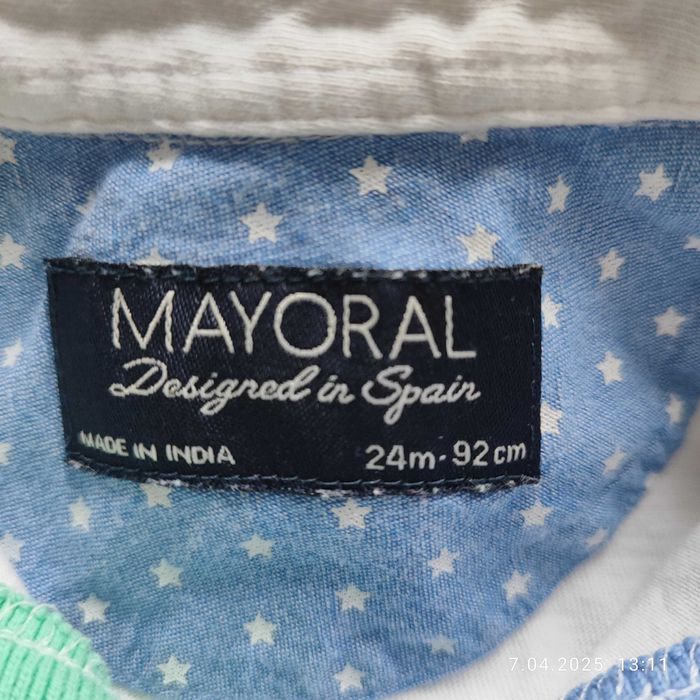 MAYORAL
Designed in Spain
MADE IN INDIA 24m·92cm
7.04.2025 13:11